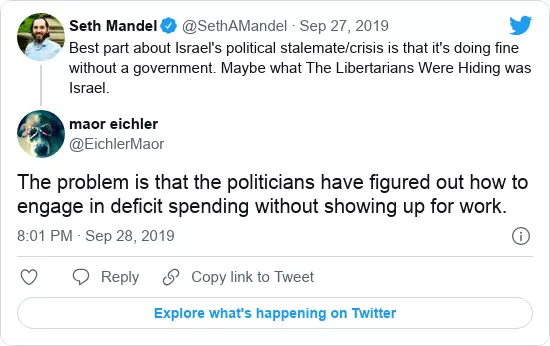 Seth Mandel @SethAMandel · Sep 27, 2019
Best part about Israel's political stalemate/crisis is that it's doing fine
without a government. Maybe what The Libertarians Were Hiding was
Israel.
maor eichler
@EichlerMaor
The problem is that the politicians have figured out how to
engage in deficit spending without showing up for work.
8:01 PM · Sep 28, 2019
Reply Copy link to Tweet
Explore what's happening on Twitter